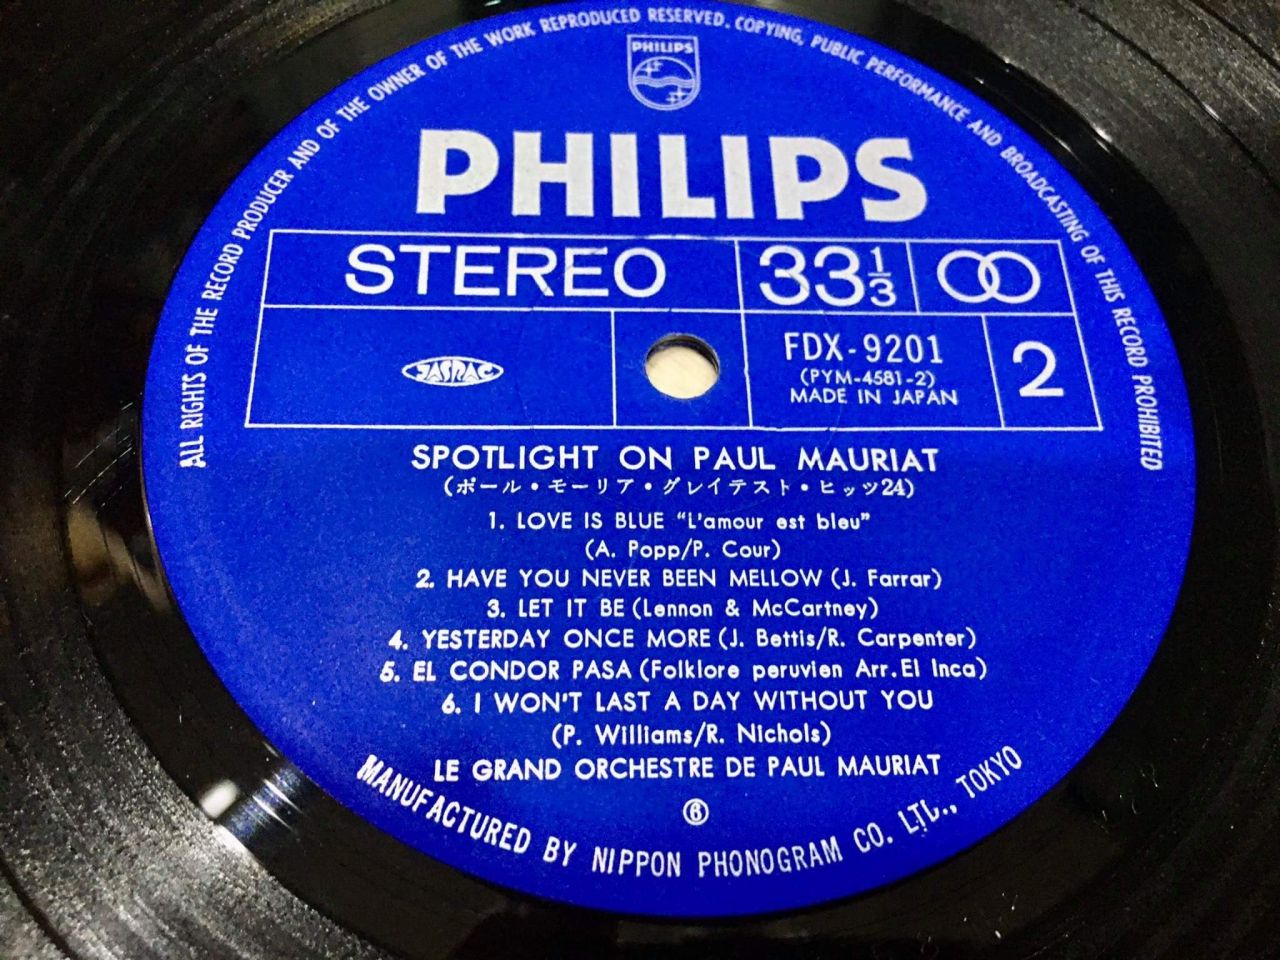 ALL RIGHTS OF THE RECORD PRODUCER AND OF THE OWNER OF THE WORK REPRODUCED RESERVED. COPYING, PUBLIC PERFORMANCE AND BROADCASTING OF THIS RECORD PROHIBITED
PHILIPS
PHILIPS
STEREO 33 1/3
JASRAC FDX-9201 2
(PYM-4581-2)
MADE IN JAPAN
SPOTLIGHT ON PAUL MAURIAT
(ポール・モーリア・グレイテスト・ヒッツ24)
1. LOVE IS BLUE "L'amour est bleu"
(A. Popp/P. Cour)
2. HAVE YOU NEVER BEEN MELLOW (J. Farrar)
3. LET IT BE (Lennon & McCartney)
4. YESTERDAY ONCE MORE (J. Bettis/R. Carpenter)
5. EL CONDOR PASA (Folklore peruvien Arr.El Inca)
6. I WON'T LAST A DAY WITHOUT YOU
(P. Williams/R. Nichols)
LE GRAND ORCHESTRE DE PAUL MAURIAT
⑥
MANUFACTURED BY NIPPON PHONOGRAM CO. LTD., TOKYO